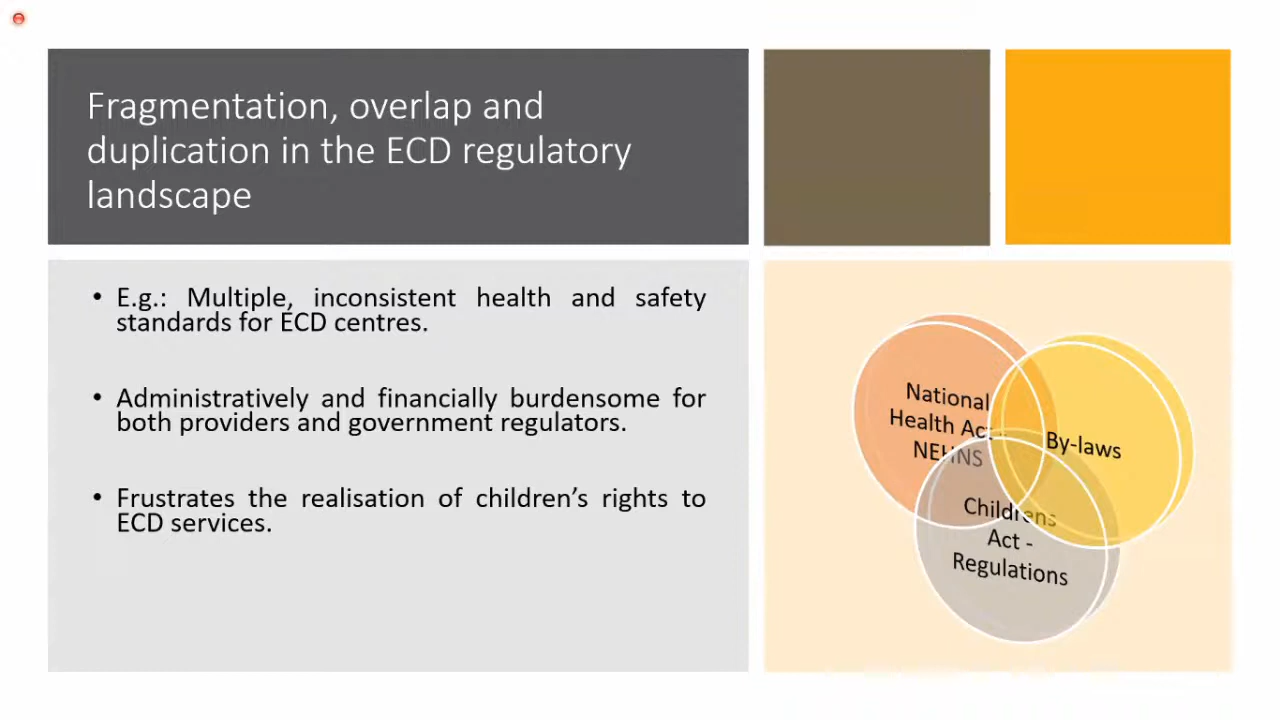 Fragmentation, overlap and
duplication in the ECD regulatory
landscape
• E.g.: Multiple, inconsistent health and safety
standards for ECD centres.
• Administratively and financially burdensome for
both providers and government regulators.
• Frustrates the realisation of children’s rights to
ECD services.
National
Health Act -
NEHNS
By-laws
Childrens
Act -
Regulations